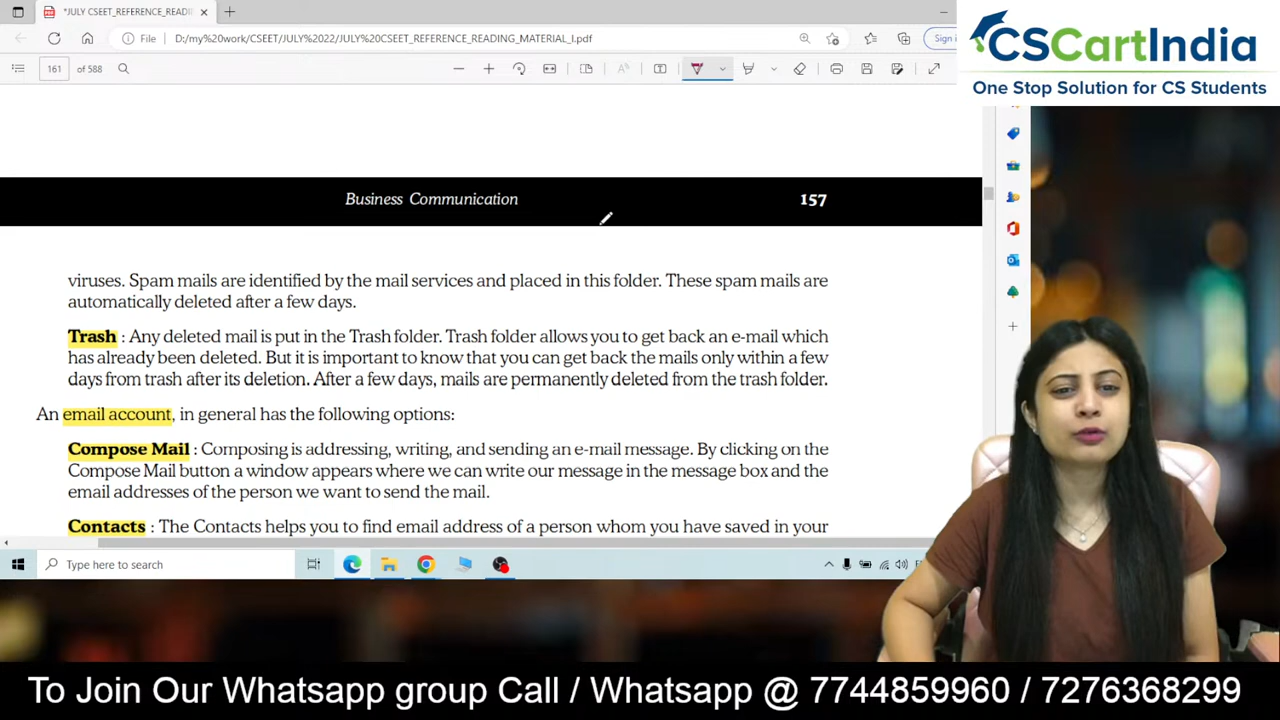 *JULY CSEET_REFERENCE_READI
File
D:/my%20work/CSEET/JULY%2022/JULY%20CSEET_REFERENCE_READING_MATERIAL_I.pdf
Sign i
161 of 588
CSCartIndia
One Stop Solution for CS Students
Business Communication 157
viruses. Spam mails are identified by the mail services and placed in this folder. These spam mails are
automatically deleted after a few days.
Trash : Any deleted mail is put in the Trash folder. Trash folder allows you to get back an e-mail which
has already been deleted. But it is important to know that you can get back the mails only within a few
days from trash after its deletion. After a few days, mails are permanently deleted from the trash folder.
An email account, in general has the following options:
Compose Mail : Composing is addressing, writing, and sending an e-mail message. By clicking on the
Compose Mail button a window appears where we can write our message in the message box and the
email addresses of the person we want to send the mail.
Contacts : The Contacts helps you to find email address of a person whom you have saved in your
Type here to search
To Join Our Whatsapp group Call / Whatsapp @ 7744859960 / 7276368299